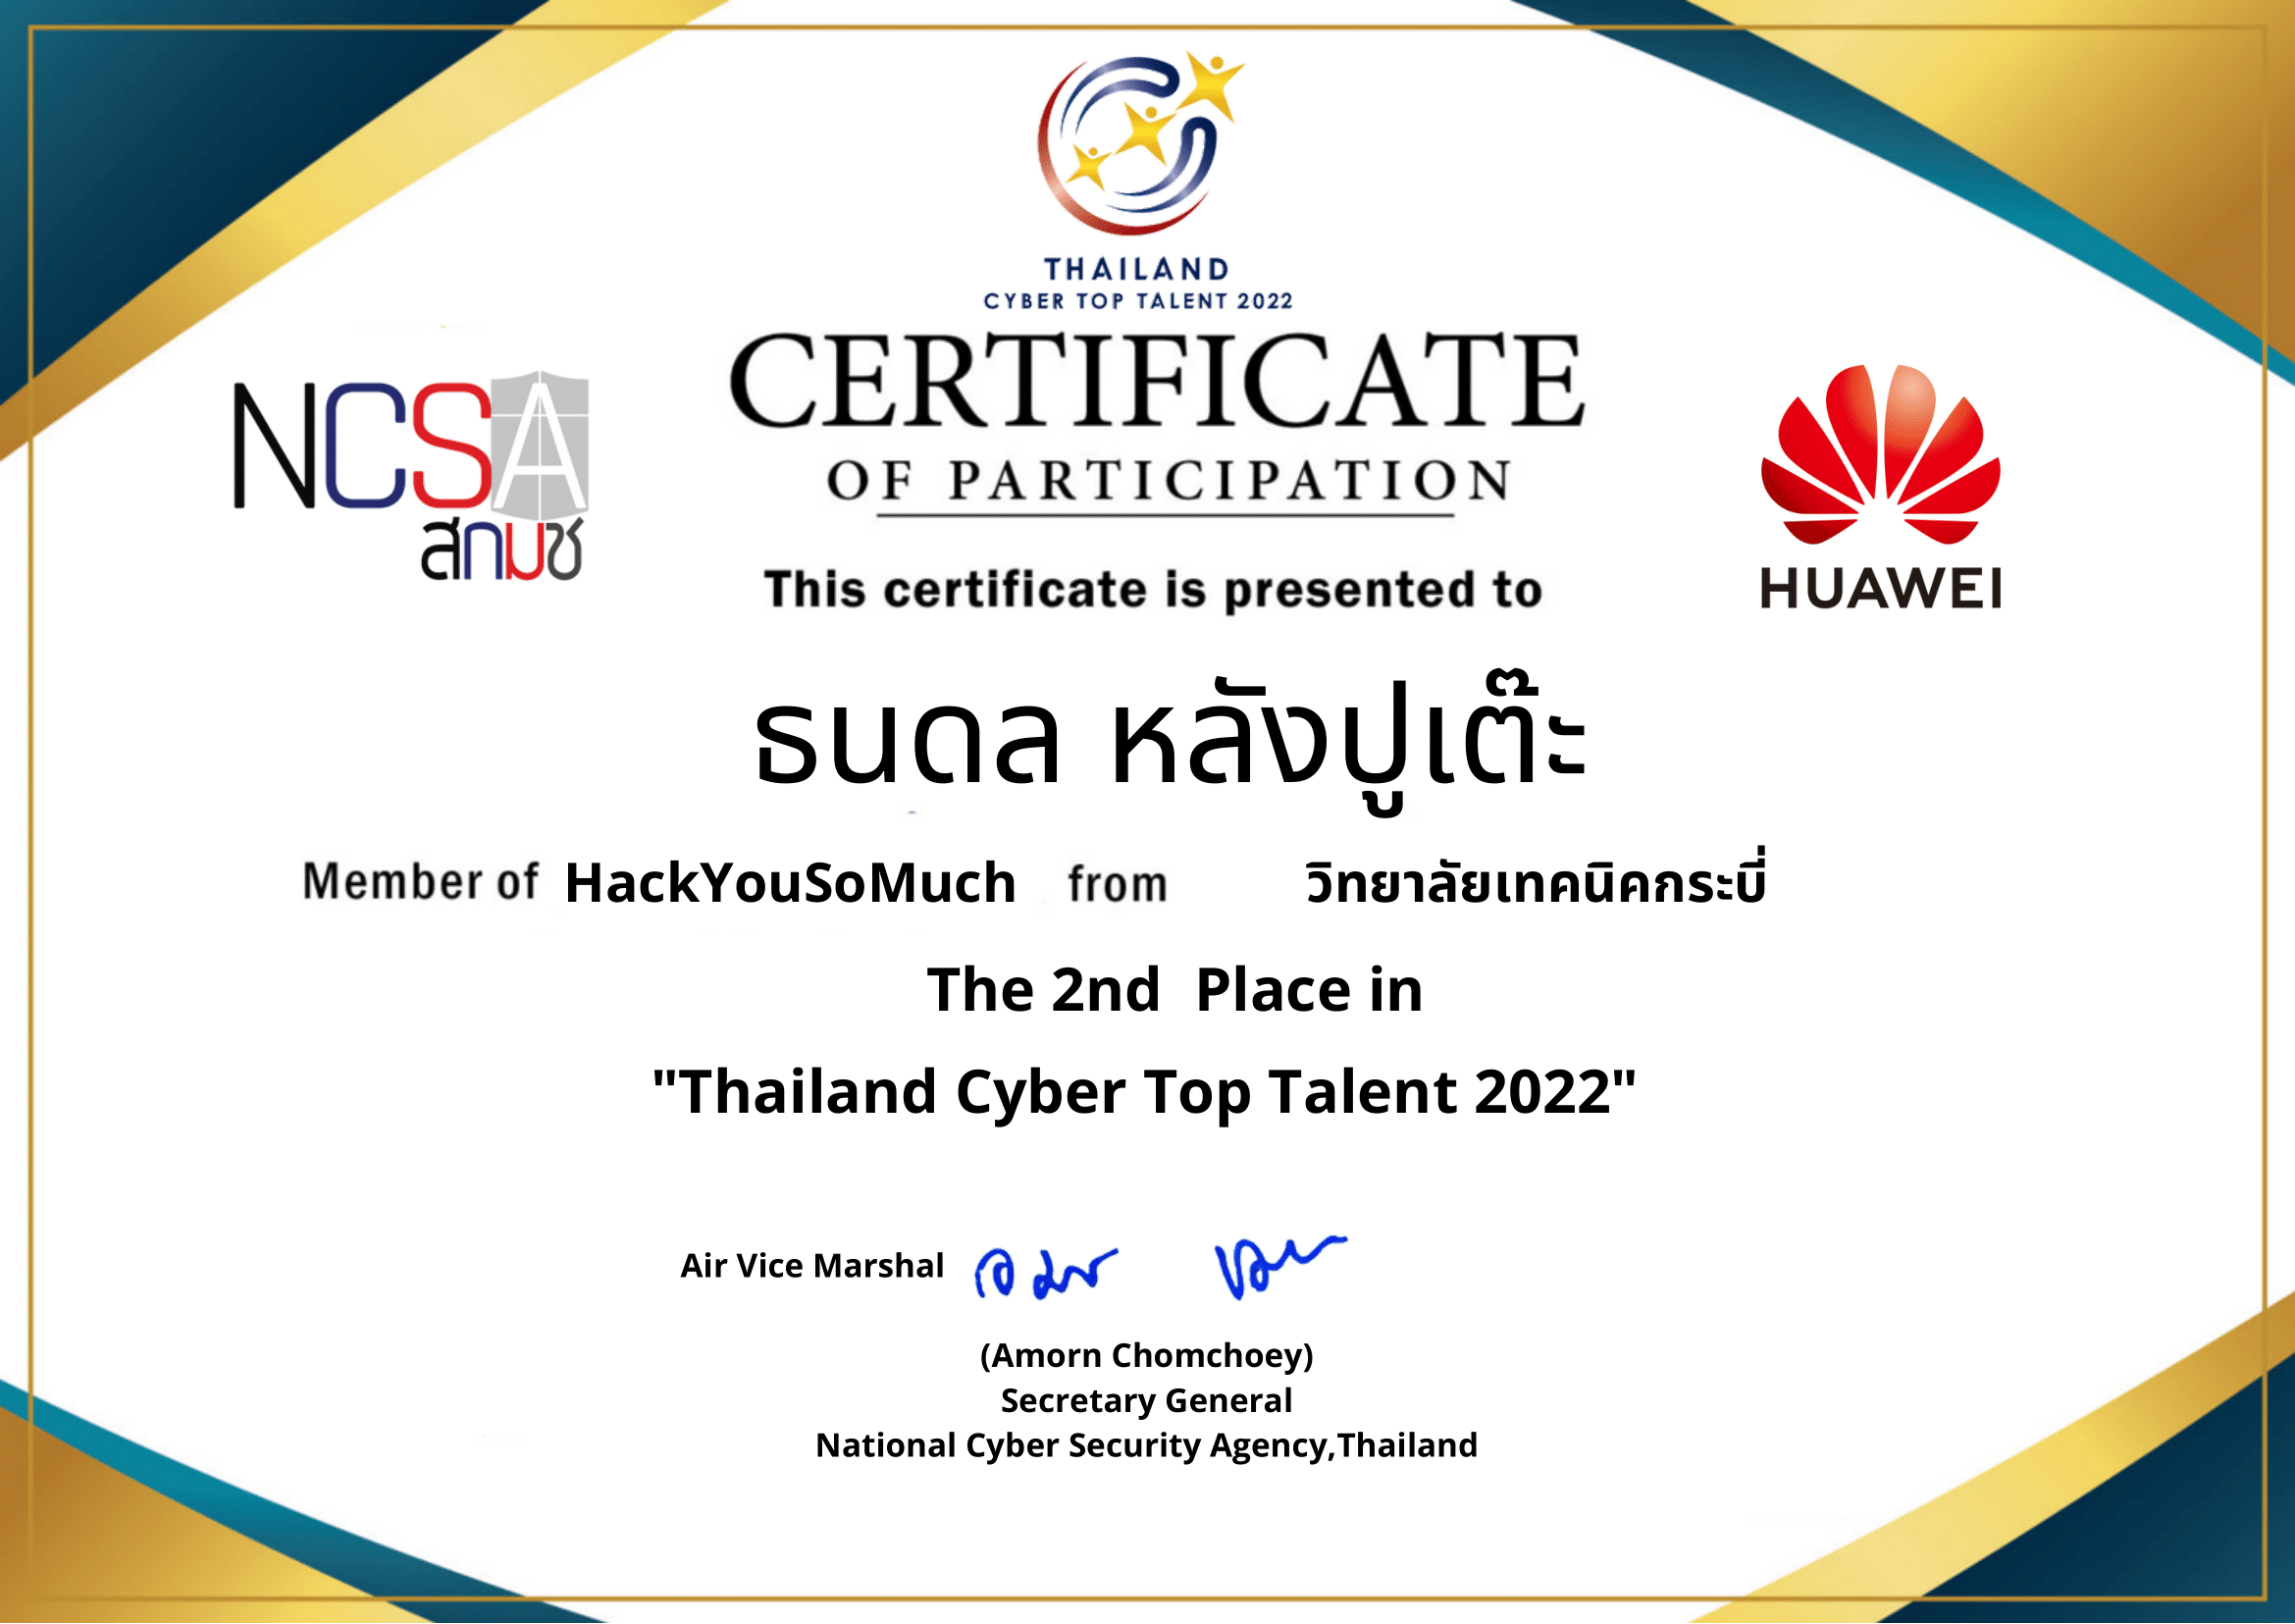 THAILAND
CYBER TOP TALENT 2022
CERTIFICATE
OF PARTICIPATION
NCSA
สกมช
HUAWEI
This certificate is presented to
ธนดล หลังปูเต๊ะ
Member of HackYouSoMuch from วิทยาลัยเทคนิคกระบี่
The 2nd Place in
"Thailand Cyber Top Talent 2022"
Air Vice Marshal
(Amorn Chomchoey)
Secretary General
National Cyber Security Agency,Thailand